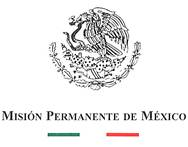 MISIÓN PERMANENTE DE MÉXICO